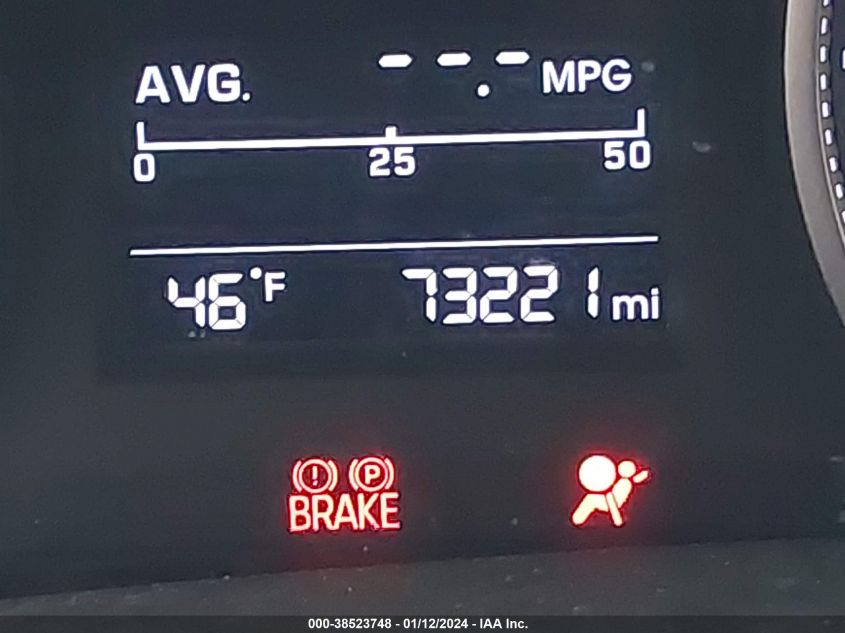 AVG. --.- MPG
0 25 50
46°F 73221 mi
! P
BRAKE
000-38523748 - 01/12/2024 - IAA Inc.